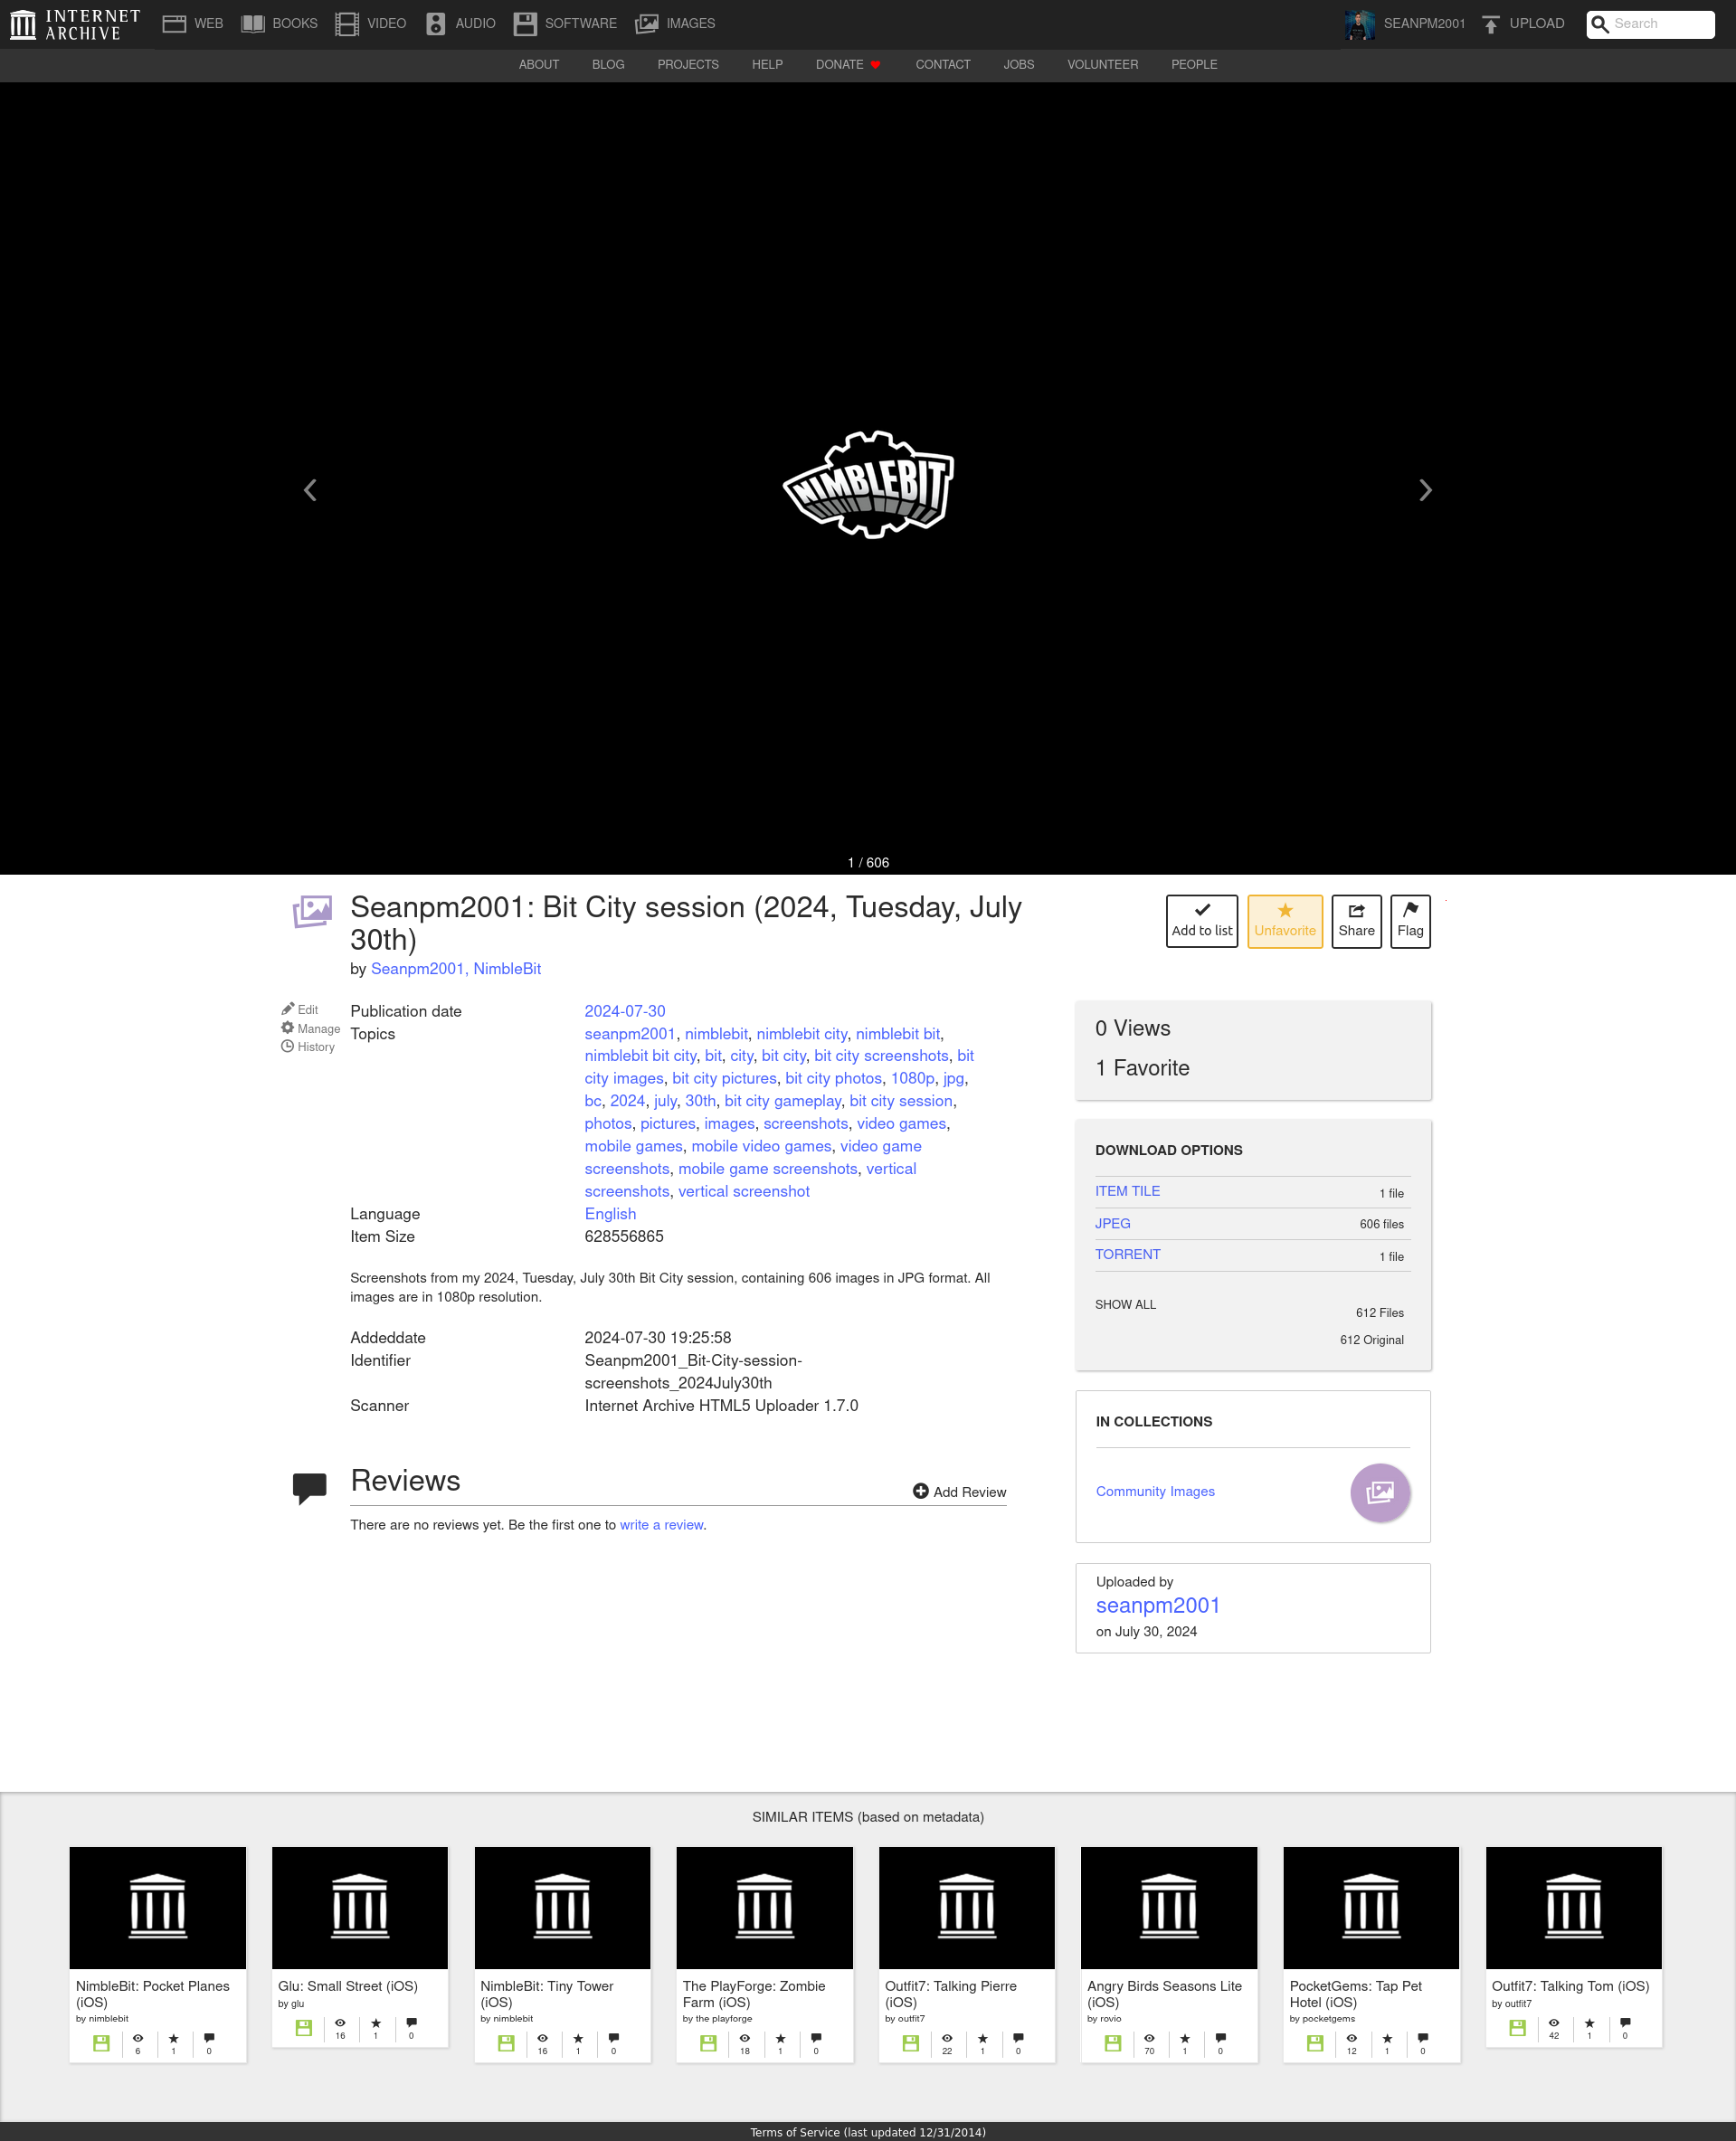 INTERNET ARCHIVE
WEB BOOKS VIDEO AUDIO SOFTWARE IMAGES
SEANPM2001 UPLOAD Search
ABOUT BLOG PROJECTS HELP DONATE CONTACT JOBS VOLUNTEER PEOPLE
NIMBLEBIT
1 / 606
Seanpm2001: Bit City session (2024, Tuesday, July
30th)
by Seanpm2001, NimbleBit
Add to list Unfavorite Share Flag
Edit
Manage
History
Publication date 2024-07-30
Topics seanpm2001, nimblebit, nimblebit city, nimblebit bit,
nimblebit bit city, bit, city, bit city, bit city screenshots, bit
city images, bit city pictures, bit city photos, 1080p, jpg,
bc, 2024, july, 30th, bit city gameplay, bit city session,
photos, pictures, images, screenshots, video games,
mobile games, mobile video games, video game
screenshots, mobile game screenshots, vertical
screenshots, vertical screenshot
Language English
Item Size 628556865
Screenshots from my 2024, Tuesday, July 30th Bit City session, containing 606 images in JPG format. All
images are in 1080p resolution.
Addeddate 2024-07-30 19:25:58
Identifier Seanpm2001_Bit-City-session-
screenshots_2024July30th
Scanner Internet Archive HTML5 Uploader 1.7.0
Reviews
Add Review
There are no reviews yet. Be the first one to write a review.
0 Views
1 Favorite
DOWNLOAD OPTIONS
ITEM TILE 1 file
JPEG 606 files
TORRENT 1 file
SHOW ALL
612 Files
612 Original
IN COLLECTIONS
Community Images
Uploaded by
seanpm2001
on July 30, 2024
SIMILAR ITEMS (based on metadata)
NimbleBit: Pocket Planes
(iOS)
by nimblebit
6 1 0
Glu: Small Street (iOS)
by glu
16 1 0
NimbleBit: Tiny Tower
(iOS)
by nimblebit
16 1 0
The PlayForge: Zombie
Farm (iOS)
by the playforge
18 1 0
Outfit7: Talking Pierre
(iOS)
by outfit7
22 1 0
Angry Birds Seasons Lite
(iOS)
by rovio
70 1 0
PocketGems: Tap Pet
Hotel (iOS)
by pocketgems
12 1 0
Outfit7: Talking Tom (iOS)
by outfit7
42 1 0
Terms of Service (last updated 12/31/2014)